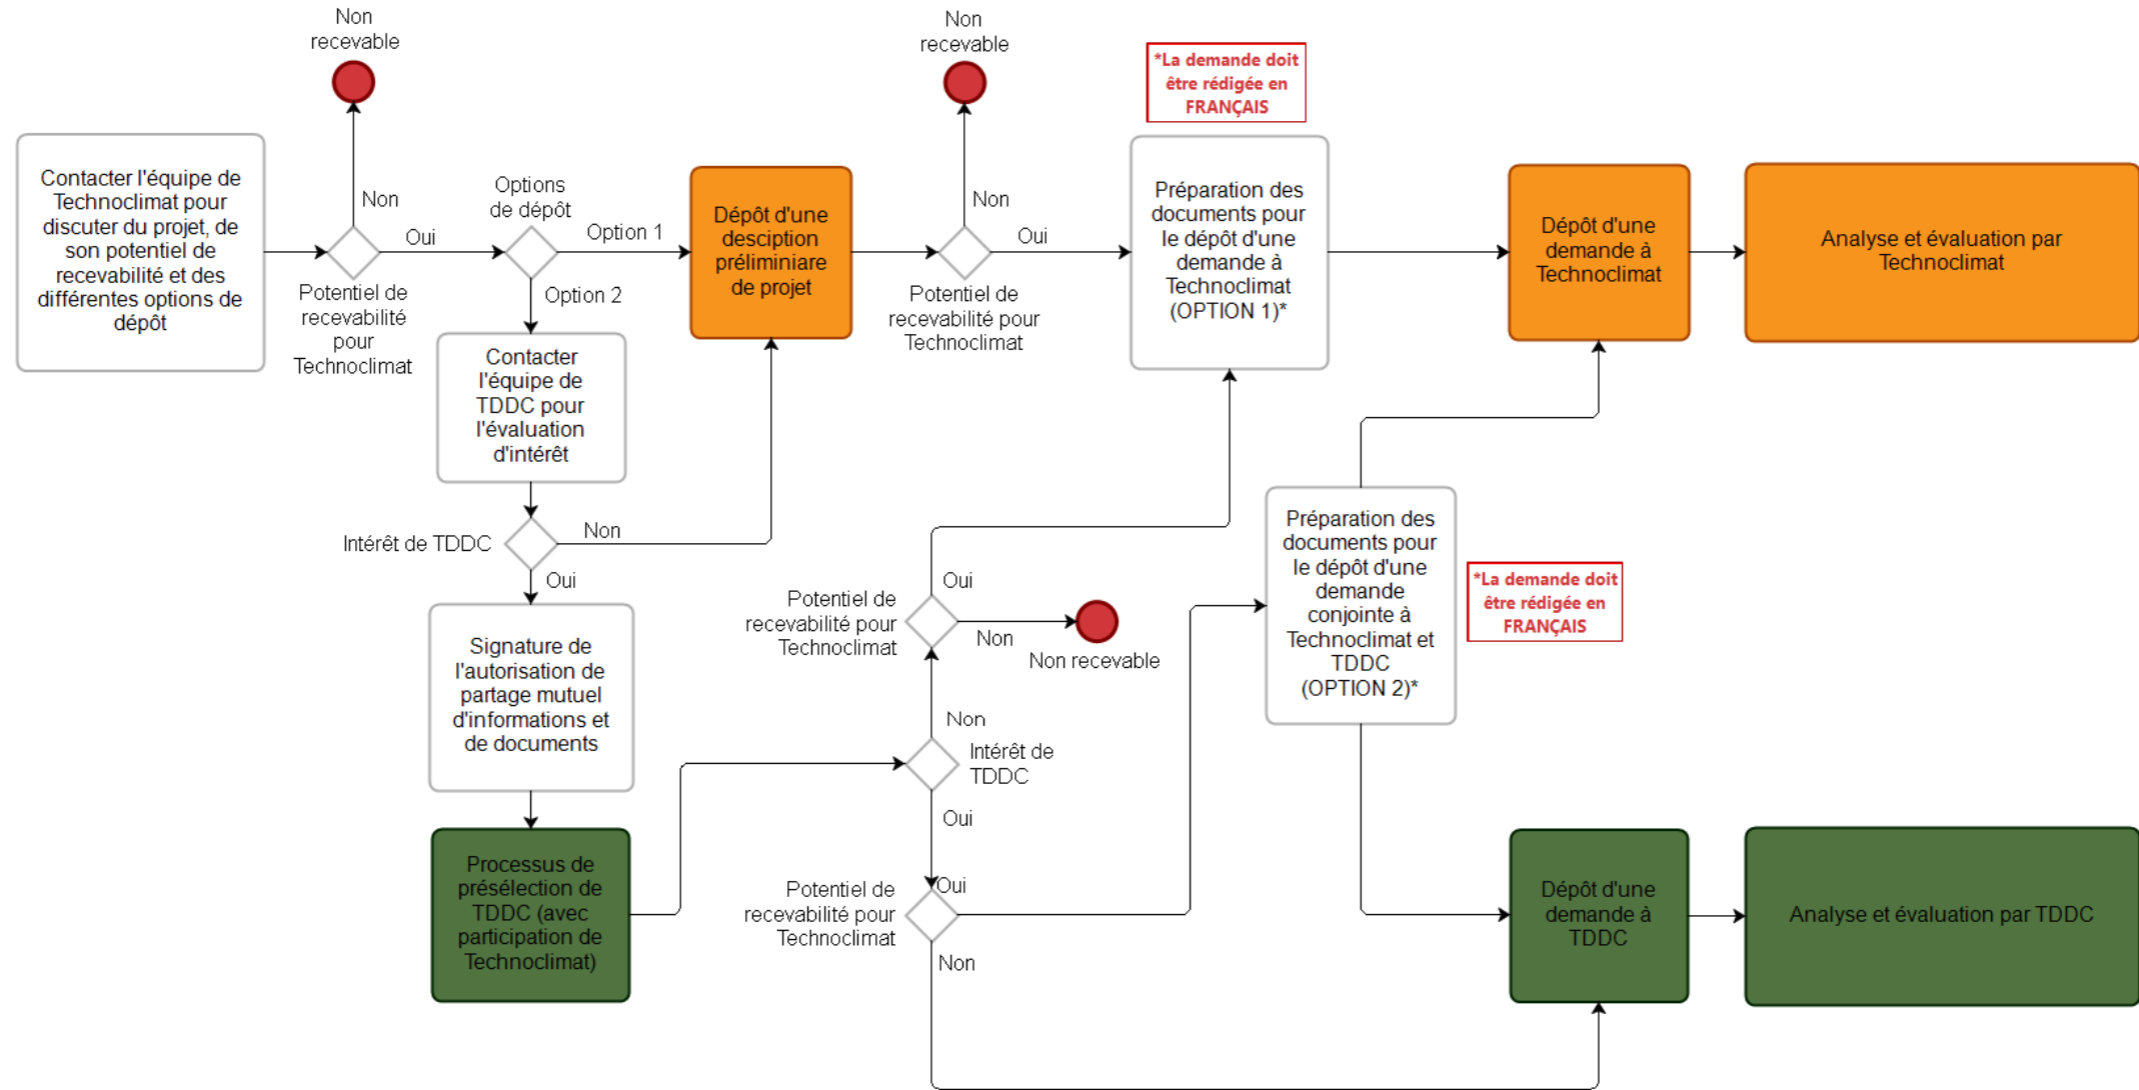 Non
recevable
Non
recevable
*La demande doit
être rédigée en
FRANÇAIS
Contacter l'équipe de
Technoclimat pour
discuter du projet, de
son potentiel de
recevabilité et des
différentes options de
dépôt
Non
Oui
Potentiel de
recevabilité
pour
Technoclimat
Options
de dépôt
Option 1
Option 2
Dépôt d'une
desciption
préliminiare
de projet
Non
Oui
Potentiel de
recevabilité pour
Technoclimat
Préparation des
documents pour
le dépôt d'une
demande à
Technoclimat
(OPTION 1)*
Dépôt d'une
demande à
Technoclimat
Analyse et évaluation par
Technoclimat
Contacter
l'équipe de
TDDC pour
l'évaluation
d'intérêt
Intérêt de TDDC
Non
Oui
Signature de
l'autorisation de
partage mutuel
d'informations et
de documents
Processus de
présélection de
TDDC (avec
participation de
Technoclimat)
Potentiel de
recevabilité pour
Technoclimat
Oui
Non
Non recevable
Non
Intérêt de
TDDC
Oui
Potentiel de
recevabilité pour
Technoclimat
Oui
Non
Préparation des
documents pour
le dépôt d'une
demande
conjointe à
Technoclimat et
TDDC
(OPTION 2)*
*La demande doit
être rédigée en
FRANÇAIS
Dépôt d'une
demande à
TDDC
Analyse et évaluation par TDDC